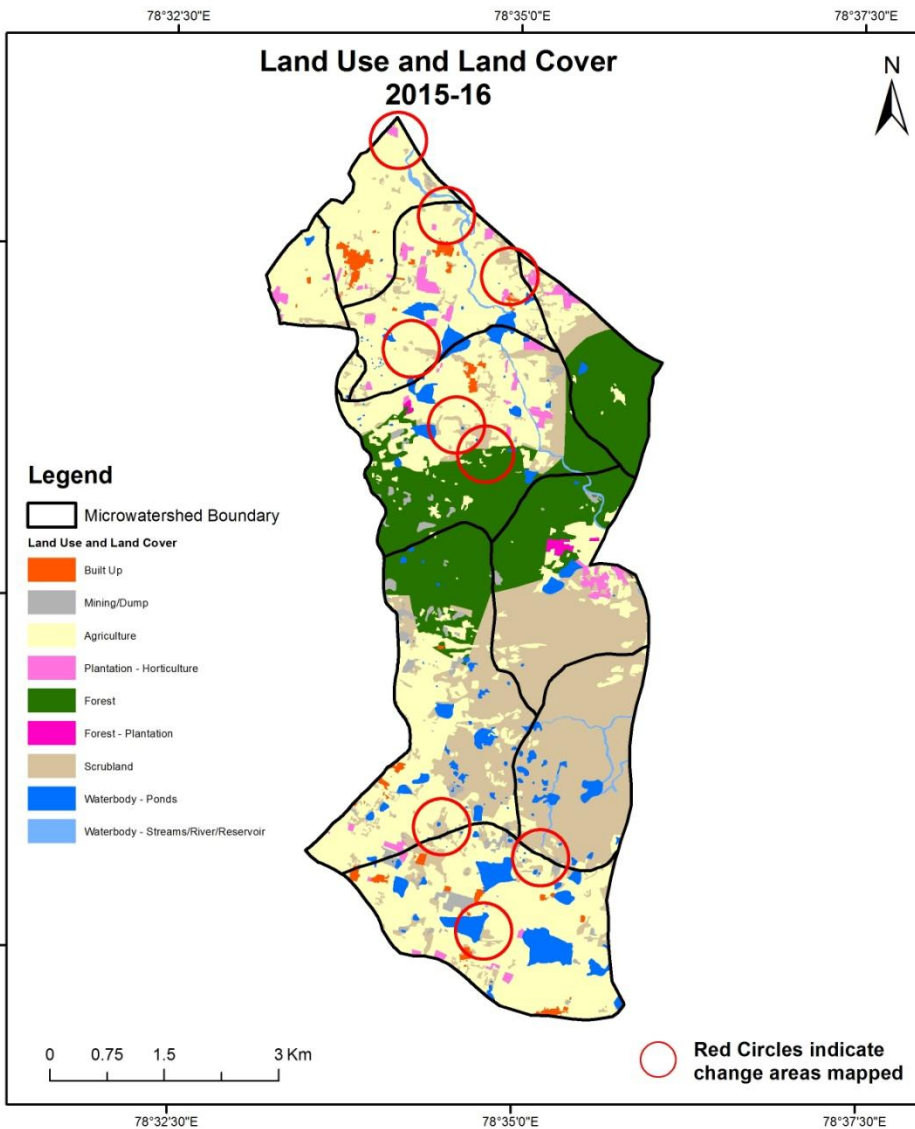 78°32'30"E 78°35'0"E 78°37'30"E
Land Use and Land Cover
2015-16
N
Legend
Microwatershed Boundary
Land Use and Land Cover
Built Up
Mining/Dump
Agriculture
Plantation - Horticulture
Forest
Forest - Plantation
Scrubland
Waterbody - Ponds
Waterbody - Streams/River/Reservoir
0 0.75 1.5 3 Km
Red Circles indicate
change areas mapped
78°32'30"E 78°35'0"E 78°37'30"E